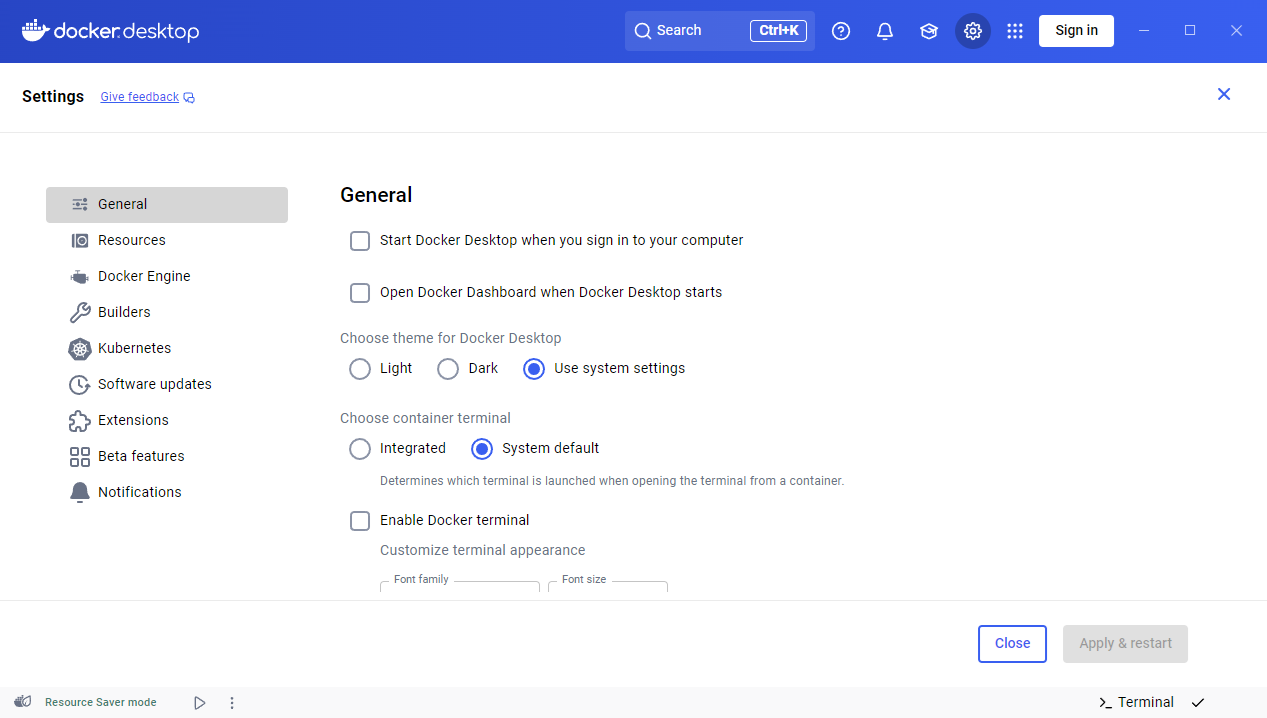 docker.desktop
Search Ctrl+K
Sign in
Settings Give feedback
General
Resources
Docker Engine
Builders
Kubernetes
Software updates
Extensions
Beta features
Notifications
General
Start Docker Desktop when you sign in to your computer
Open Docker Dashboard when Docker Desktop starts
Choose theme for Docker Desktop
Light Dark Use system settings
Choose container terminal
Integrated System default
Determines which terminal is launched when opening the terminal from a container.
Enable Docker terminal
Customize terminal appearance
Font family Font size
Close Apply & restart
Resource Saver mode
Terminal